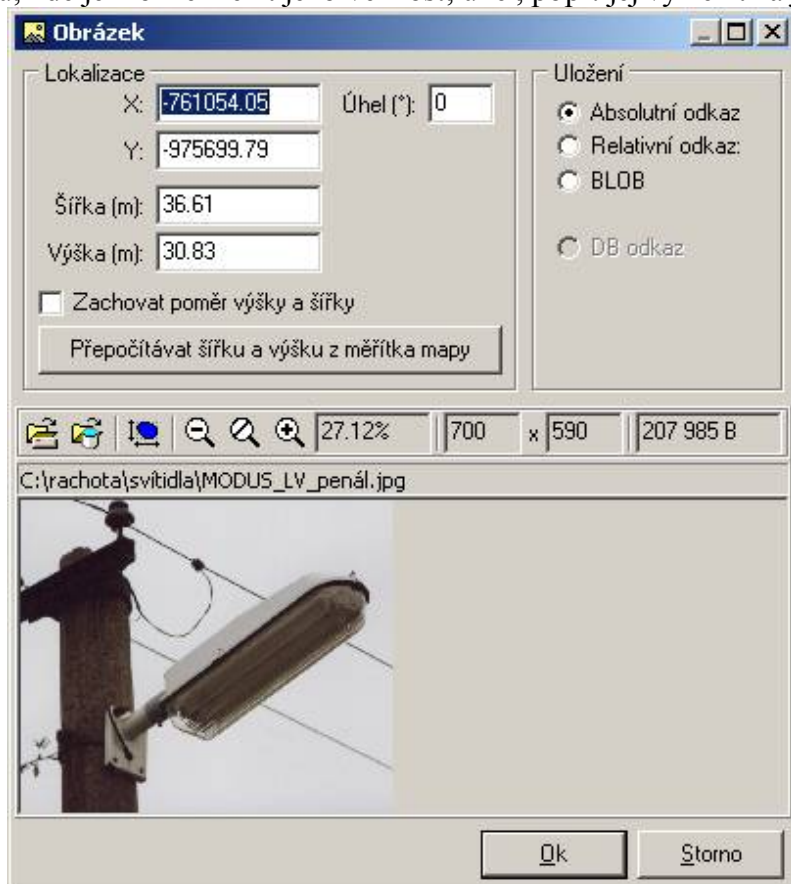 Obrázek
Lokalizace
X: -761054.05 Úhel (°): 0
Y: -975699.79
Šířka (m): 36.61
Výška (m): 30.83
Zachovat poměr výšky a šířky
Přepočítávat šířku a výšku z měřítka mapy
Uložení
Absolutní odkaz
Relativní odkaz:
BLOB
DB odkaz
27.12% 700 x 590 207 985 B
C:\rachota\svítidla\MODUS_LV_penál.jpg
Ok Storno